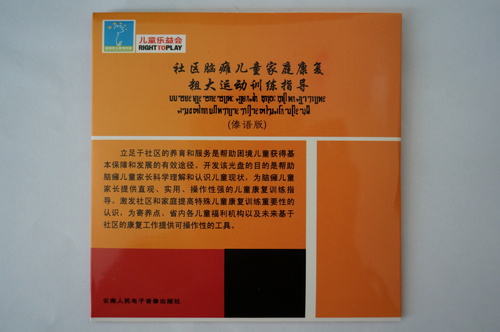 儿童乐益会
RIGHT TO PLAY
社区脑瘫儿童家庭康复
粗大运动训练指导
(傣语版)
立足于社区的养育和服务是帮助困境儿童获得基
本保障和发展的有效途径，开发该光盘的目的是帮助
脑瘫儿童家长科学理解和认识儿童现状，为脑瘫儿童
家长提供直观、实用、操作性强的儿童康复训练指
导，激发社区和家庭提高特殊儿童康复训练重要性的
认识，为寄养点、省内各儿童福利机构以及未来基于
社区的康复工作提供可操作性的工具。
云南人民电子音像出版社